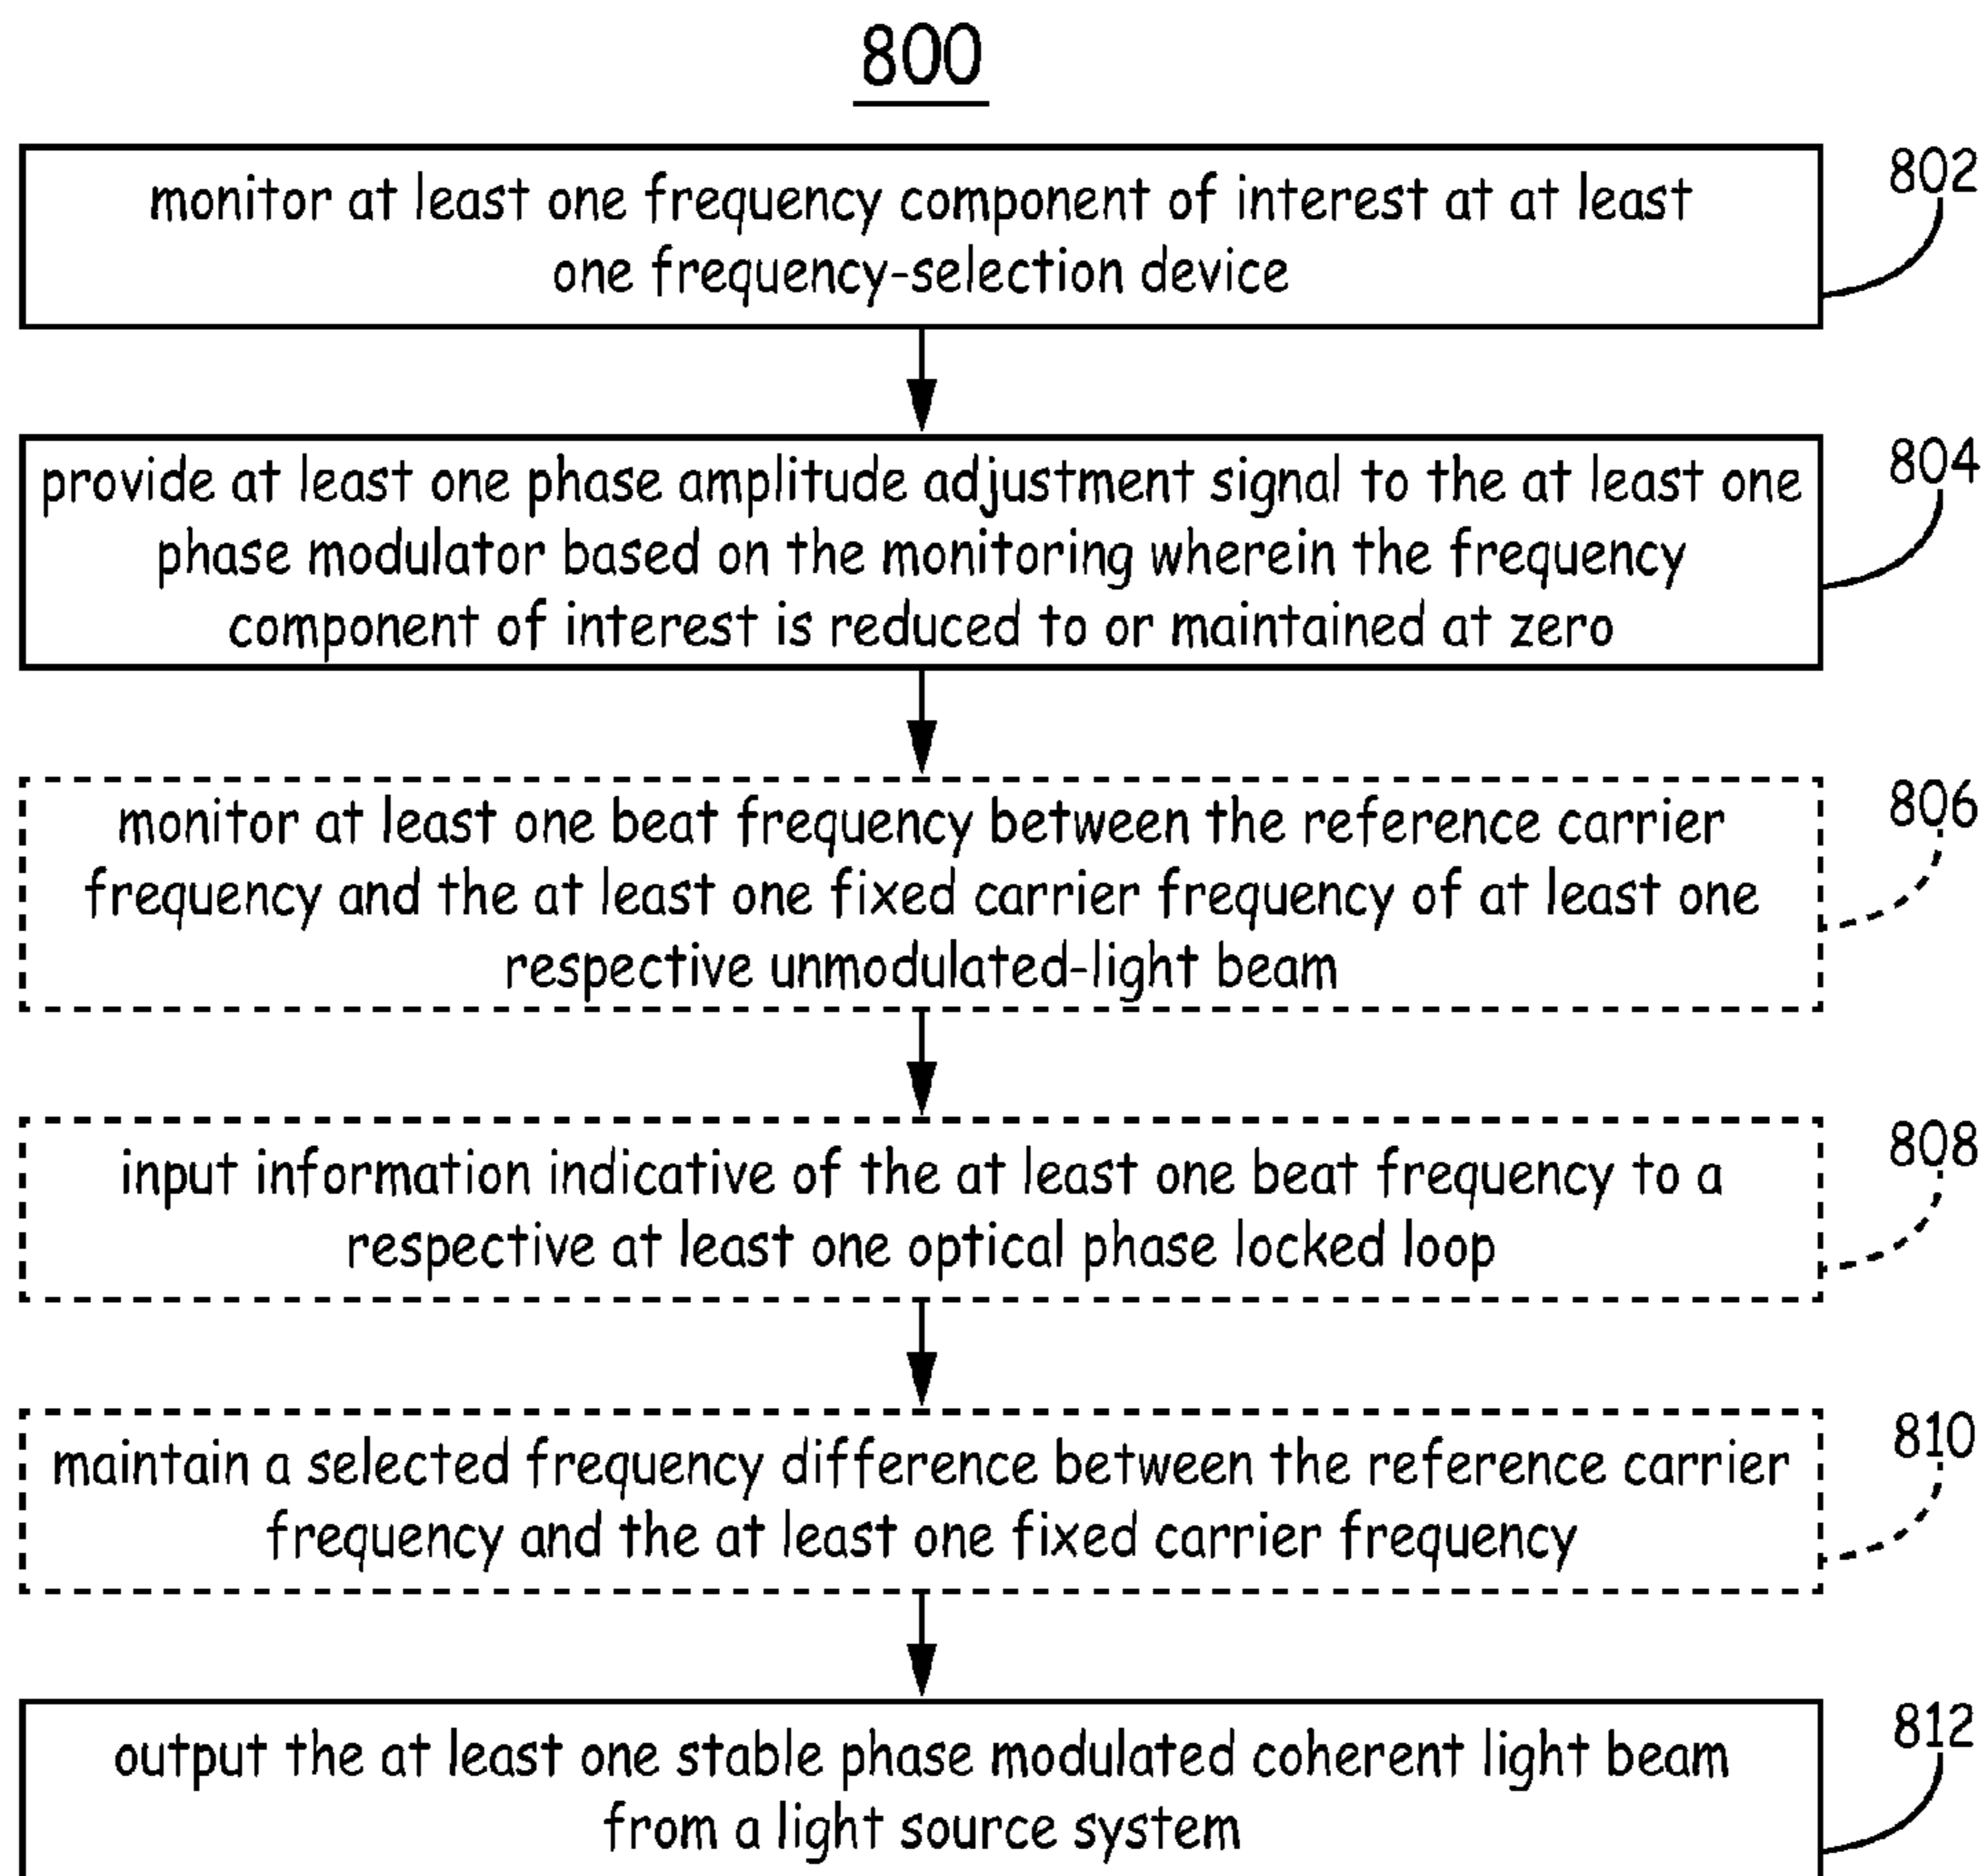 800
monitor at least one frequency component of interest at at least
one frequency-selection device
802
provide at least one phase amplitude adjustment signal to the at least one
phase modulator based on the monitoring wherein the frequency
component of interest is reduced to or maintained at zero
804
monitor at least one beat frequency between the reference carrier
frequency and the at least one fixed carrier frequency of at least one
respective unmodulated-light beam
806
input information indicative of the at least one beat frequency to a
respective at least one optical phase locked loop
808
maintain a selected frequency difference between the reference carrier
frequency and the at least one fixed carrier frequency
810
output the at least one stable phase modulated coherent light beam
from a light source system
812